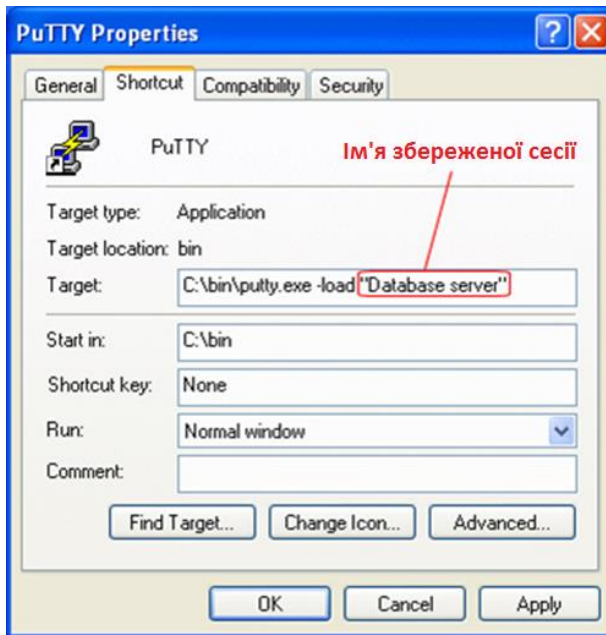 PuTTY Properties
General Shortcut Compatibility Security
PuTTY
Ім'я збереженої сесії
Target type: Application
Target location: bin
Target: C:\bin\putty.exe -load "Database server"
Start in: C:\bin
Shortcut key: None
Run: Normal window
Comment:
Find Target... Change Icon... Advanced...
OK Cancel Apply